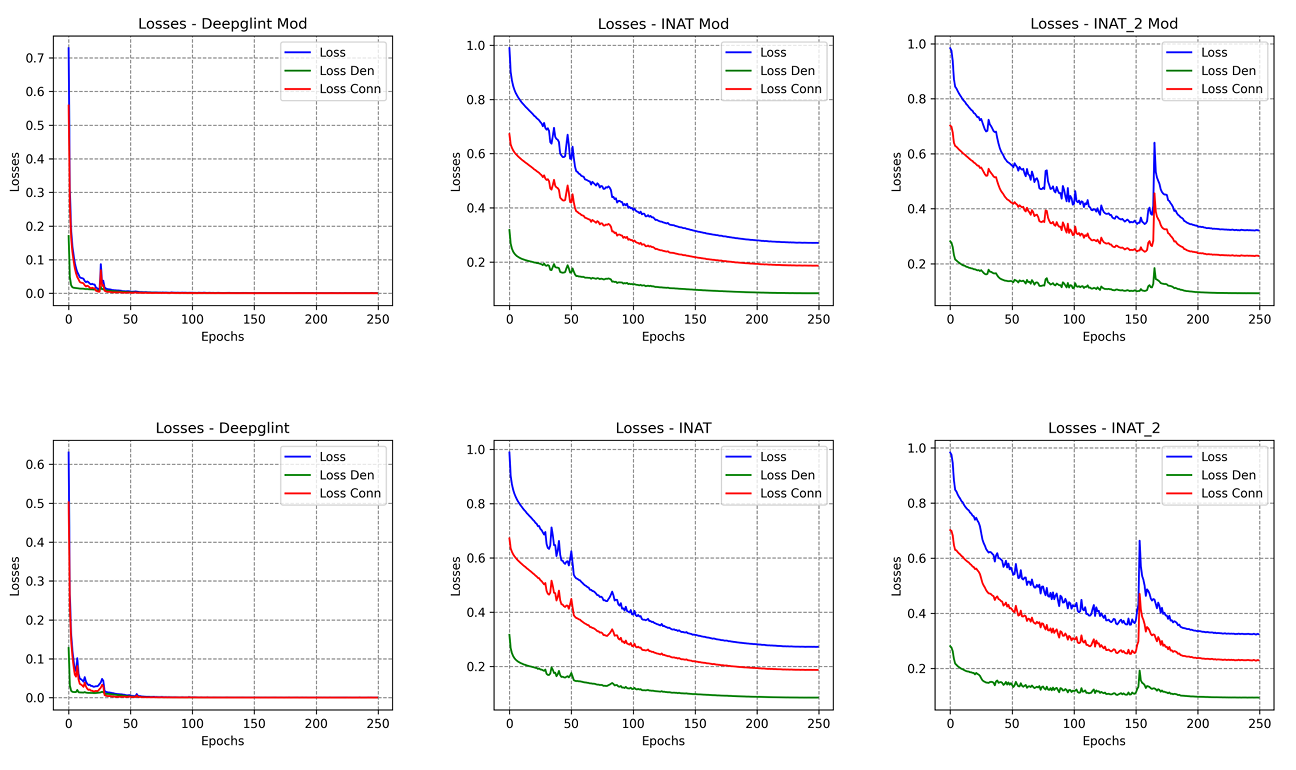 Losses - Deepglint Mod
Losses
0.7
0.6
0.5
0.4
0.3
0.2
0.1
0.0
Loss
Loss Den
Loss Conn
0 50 100 150 200 250
Epochs
Losses - INAT Mod
Losses
1.0
0.8
0.6
0.4
0.2
Loss
Loss Den
Loss Conn
0 50 100 150 200 250
Epochs
Losses - INAT_2 Mod
Losses
1.0
0.8
0.6
0.4
0.2
Loss
Loss Den
Loss Conn
0 50 100 150 200 250
Epochs
Losses - Deepglint
Losses
0.6
0.5
0.4
0.3
0.2
0.1
0.0
Loss
Loss Den
Loss Conn
0 50 100 150 200 250
Epochs
Losses - INAT
Losses
1.0
0.8
0.6
0.4
0.2
Loss
Loss Den
Loss Conn
0 50 100 150 200 250
Epochs
Losses - INAT_2
Losses
1.0
0.8
0.6
0.4
0.2
Loss
Loss Den
Loss Conn
0 50 100 150 200 250
Epochs